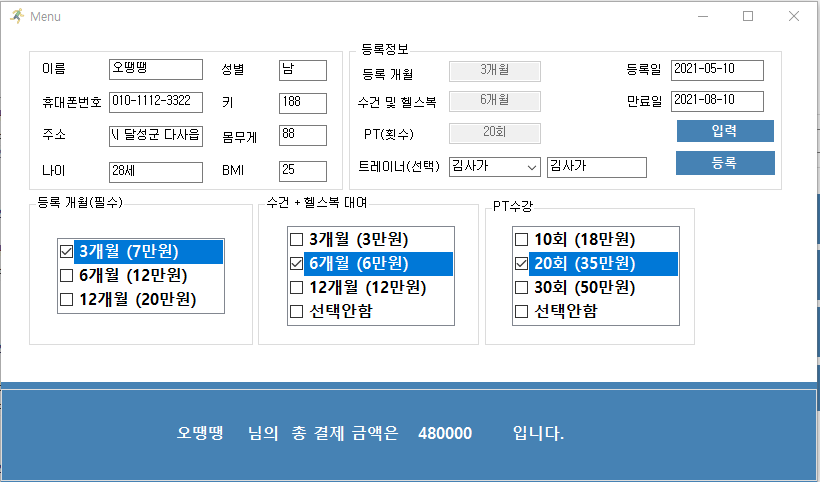 Menu
이름 오땡땡 성별 남
휴대폰번호 010-1112-3322 키 188
주소 시 달성군 다사읍 몸무게 88
나이 28세 BMI 25
등록정보
등록 개월 3개월 등록일 2021-05-10
수건 및 헬스복 6개월 만료일 2021-08-10
PT(횟수) 20회 입력
트레이너(선택) 김사가 김사가 등록
등록 개월(필수)
3개월 (7만원)
6개월 (12만원)
12개월 (20만원)
수건 + 헬스복 대여
3개월 (3만원)
6개월 (6만원)
12개월 (12만원)
선택안함
PT수강
10회 (18만원)
20회 (35만원)
30회 (50만원)
선택안함
오땡땡 님의 총 결제 금액은 480000 입니다.